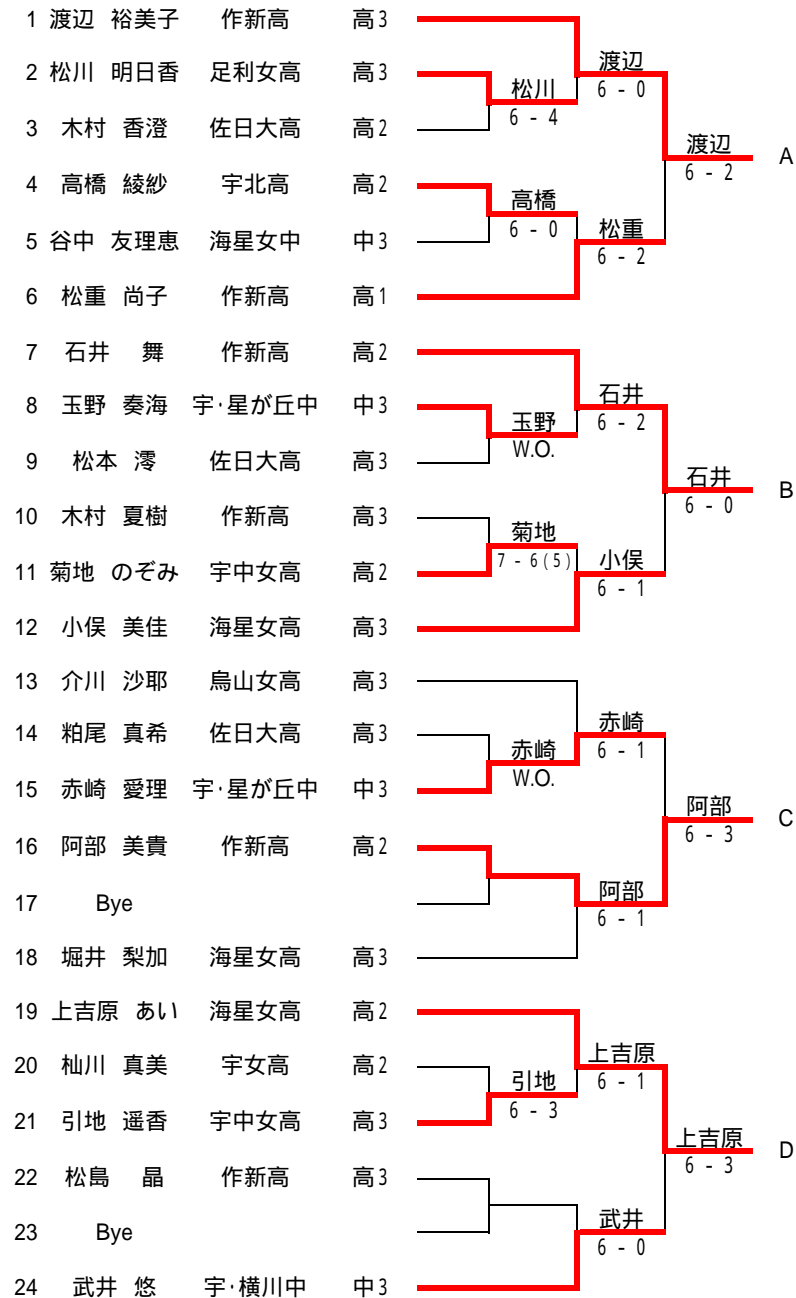 1 渡辺 裕美子 作新高 高3
2 松川 明日香 足利女高 高3
3 木村 香澄 佐日大高 高2
4 高橋 綾紗 宇北高 高2
5 谷中 友理恵 海星女中 中3
6 松重 尚子 作新高 高1
7 石井 舞 作新高 高2
8 玉野 奏海 宇·星が丘中 中3
9 松本 澪 佐日大高 高3
10 木村 夏樹 作新高 高3
11 菊地 のぞみ 宇中女高 高2
12 小俣 美佳 海星女高 高3
13 介川 沙耶 烏山女高 高3
14 粕尾 真希 佐日大高 高3
15 赤崎 愛理 宇·星が丘中 中3
16 阿部 美貴 作新高 高2
17 Bye
18 堀井 梨加 海星女高 高3
19 上吉原 あい 海星女高 高2
20 杣川 真美 宇女高 高2
21 引地 遥香 宇中女高 高3
22 松島 晶 作新高 高3
23 Bye
24 武井 悠 宇·横川中 中3
松川
6 - 4
高橋
6 - 0
玉野
W.O.
菊地
7 - 6(5)
赤崎
W.O.
引地
6 - 3
渡辺
6 - 0
松重
6 - 2
石井
6 - 2
小俣
6 - 1
赤崎
6 - 1
阿部
6 - 1
上吉原
6 - 1
武井
6 - 0
渡辺
6 - 2
A
石井
6 - 0
B
阿部
6 - 3
C
上吉原
6 - 3
D